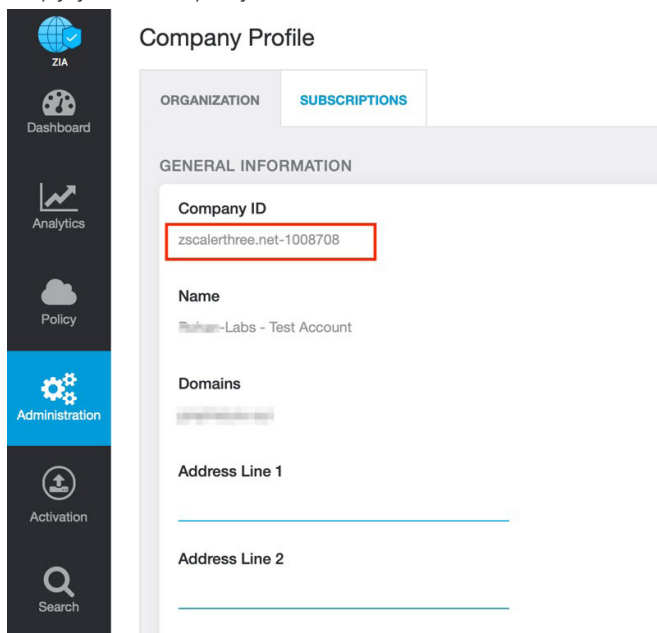 Company Profile
ZIA
ORGANIZATION
SUBSCRIPTIONS
Dashboard
GENERAL INFORMATION
Company ID
zscalerthree.net-1008708
Analytics
Name
-Labs - Test Account
Policy
Domains
Administration
Address Line 1
Activation
Address Line 2
Search